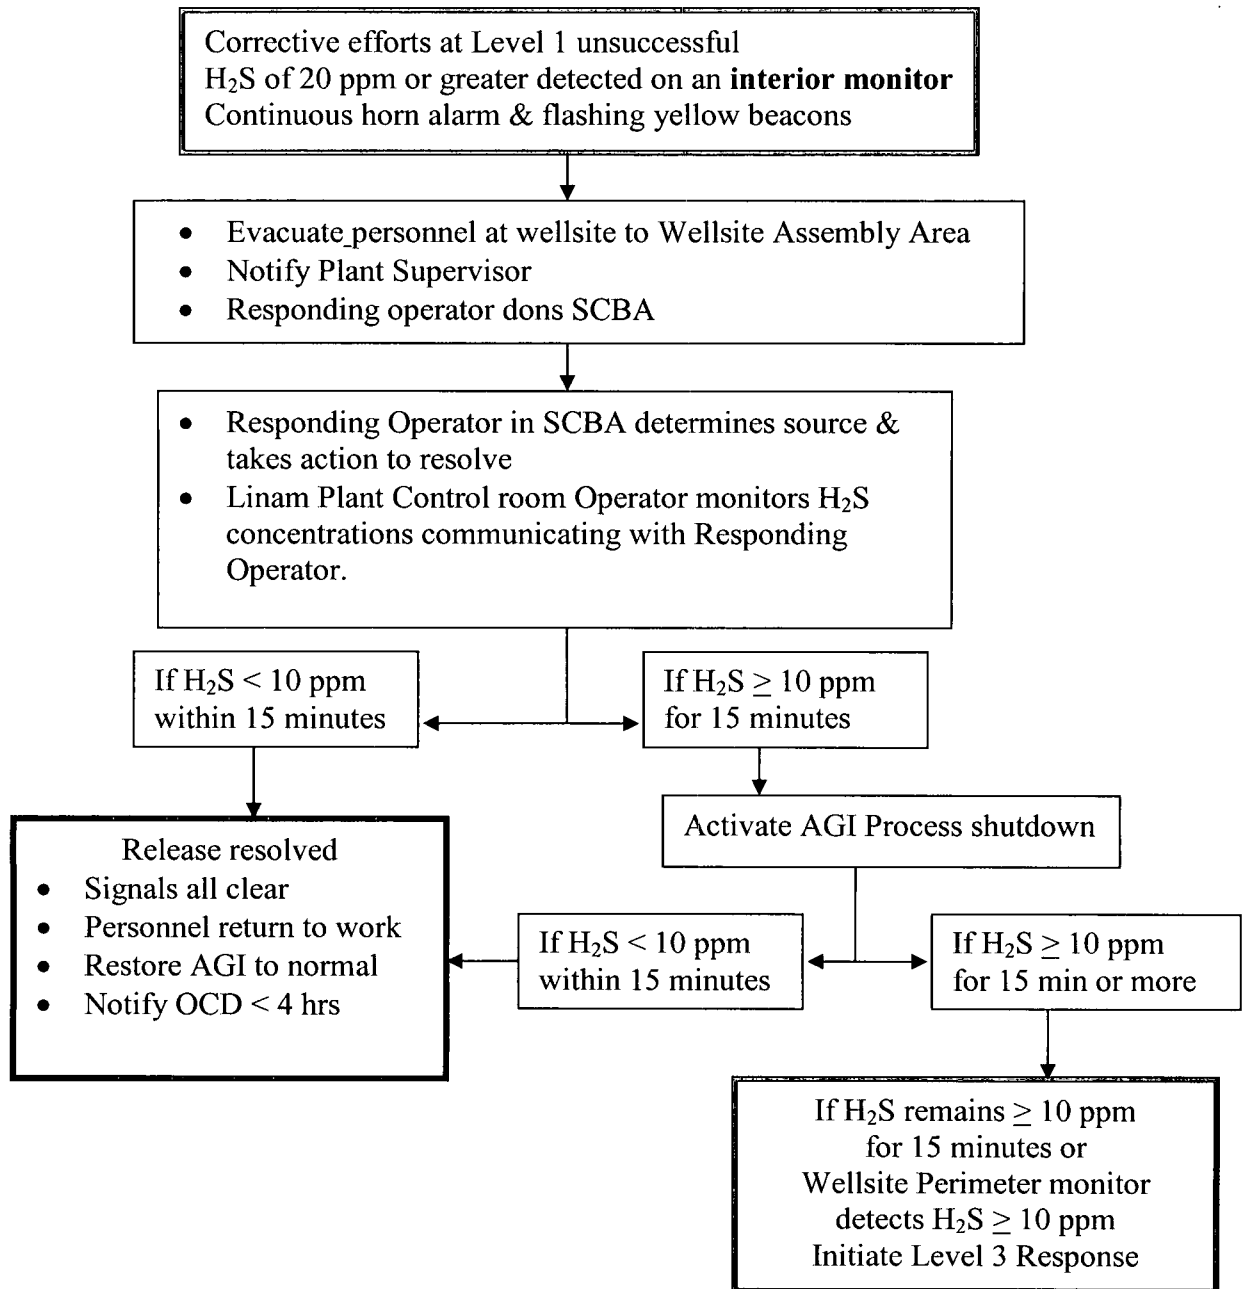 Corrective efforts at Level 1 unsuccessful
H₂S of 20 ppm or greater detected on an interior monitor
Continuous horn alarm & flashing yellow beacons
• Evacuate personnel at wellsite to Wellsite Assembly Area
• Notify Plant Supervisor
• Responding operator dons SCBA
• Responding Operator in SCBA determines source &
takes action to resolve
• Linam Plant Control room Operator monitors H₂S
concentrations communicating with Responding
Operator.
If H₂S < 10 ppm
within 15 minutes
If H₂S ≥ 10 ppm
for 15 minutes
Activate AGI Process shutdown
Release resolved
• Signals all clear
• Personnel return to work
• Restore AGI to normal
• Notify OCD < 4 hrs
If H₂S < 10 ppm
within 15 minutes
If H₂S ≥ 10 ppm
for 15 min or more
If H₂S remains ≥ 10 ppm
for 15 minutes or
Wellsite Perimeter monitor
detects H₂S ≥ 10 ppm
Initiate Level 3 Response